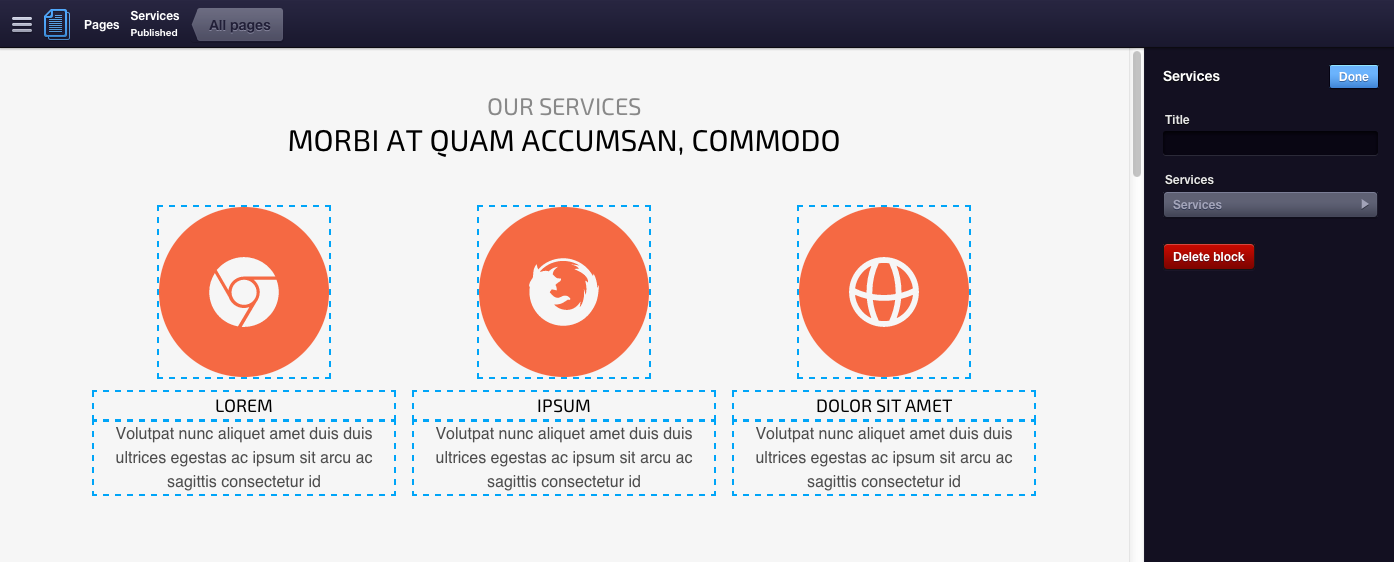 Pages
Services
Published
All pages
OUR SERVICES
MORBI AT QUAM ACCUMSAN, COMMODO
LOREM
Volutpat nunc aliquet amet duis duis
ultrices egestas ac ipsum sit arcu ac
sagittis consectetur id
IPSUM
Volutpat nunc aliquet amet duis duis
ultrices egestas ac ipsum sit arcu ac
sagittis consectetur id
DOLOR SIT AMET
Volutpat nunc aliquet amet duis duis
ultrices egestas ac ipsum sit arcu ac
sagittis consectetur id
Services
Done
Title
Services
Services
Delete block